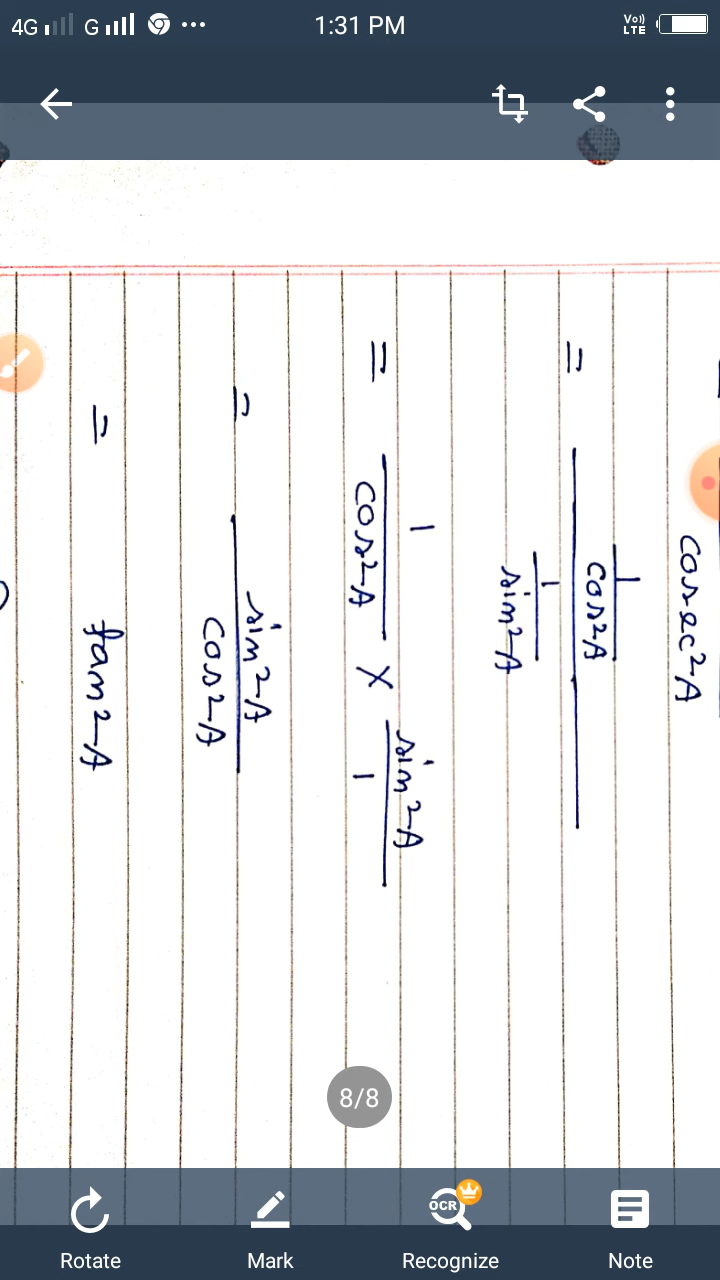 4G G ... 1:31 PM Vo)) LTE
cosec²A
= 1/cos²A / 1/sin²A
= 1/cos²A × sin²A/1
= sin²A/cos²A
= tan²A
8/8
OCR
Rotate Mark Recognize Note